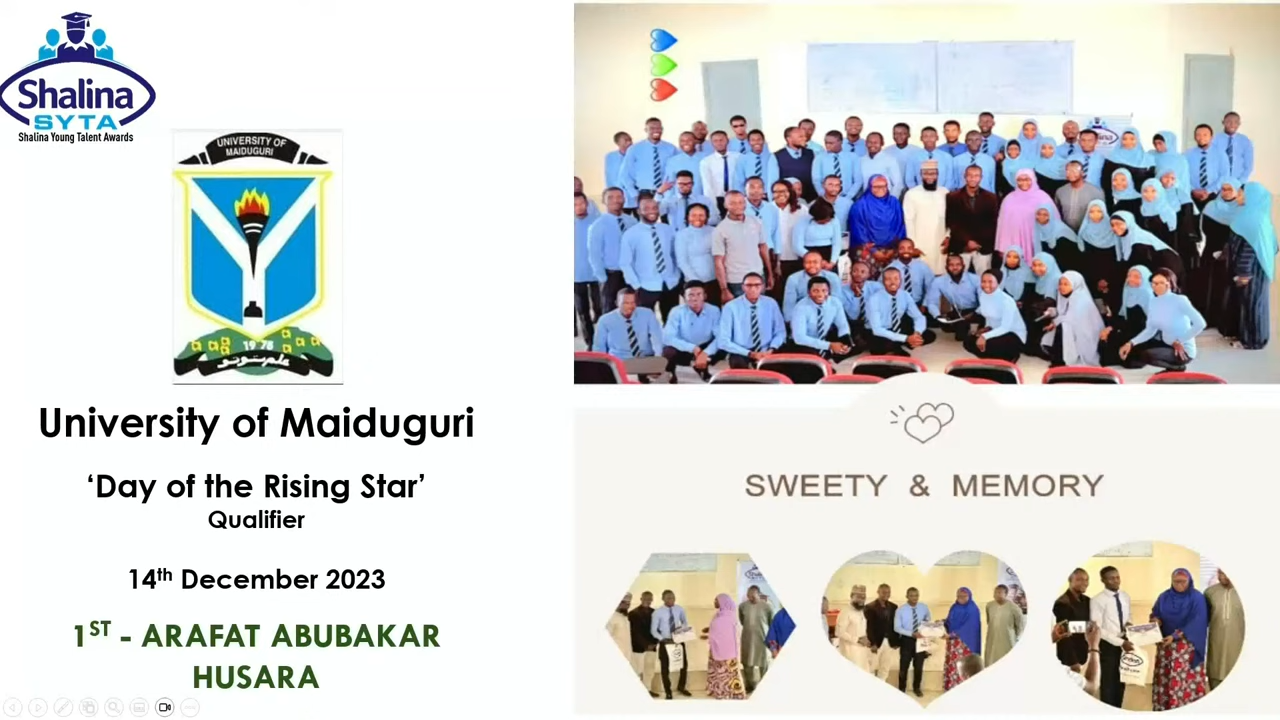 Shalina
SYTA
Shalina Young Talent Awards
UNIVERSITY OF
MAIDUGURI
1978
University of Maiduguri
‘Day of the Rising Star’
Qualifier
14th December 2023
1ST - ARAFAT ABUBAKAR
HUSARA
SWEETY & MEMORY